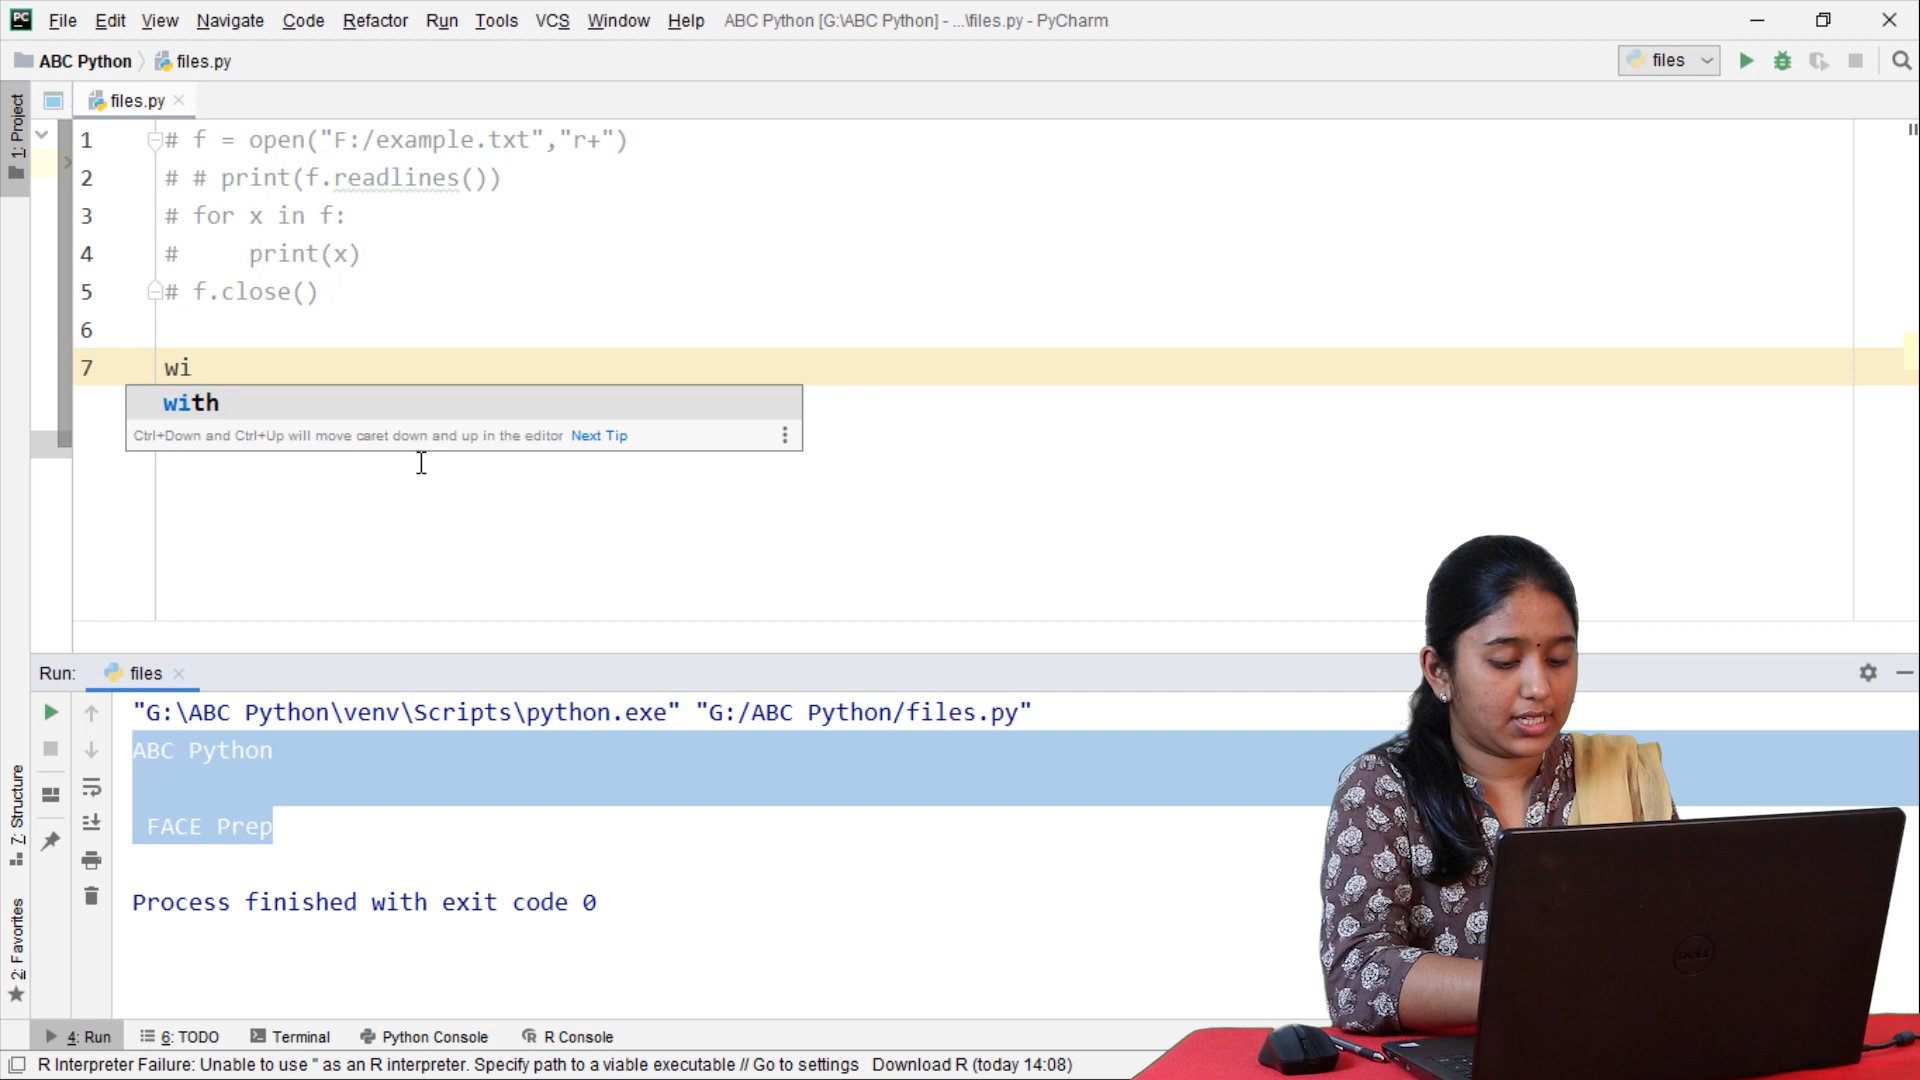 PC File Edit View Navigate Code Refactor Run Tools VCS Window Help ABC Python [G:\ABC Python] - ...\files.py - PyCharm
ABC Python files.py files
1: Project
files.py
1 # f = open("F:/example.txt","r+")
2 # # print(f.readlines())
3 # for x in f:
4 #     print(x)
5 # f.close()
6
7 wi
with
Ctrl+Down and Ctrl+Up will move caret down and up in the editor Next Tip
Run: files
"G:\ABC Python\venv\Scripts\python.exe" "G:/ABC Python/files.py"
ABC Python
FACE Prep
Process finished with exit code 0
7: Structure
2: Favorites
DELL
4: Run 6: TODO Terminal Python Console R Console
R Interpreter Failure: Unable to use '' as an R interpreter. Specify path to a viable executable // Go to settings Download R (today 14:08)